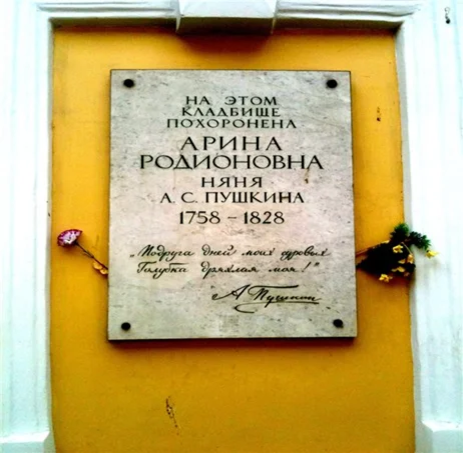 НА ЭТОМ
КЛАДБИЩЕ
ПОХОРОНЕНА
АРИНА
РОДИОНОВНА
НЯНЯ
А. С. ПУШКИНА
1758 – 1828
„Подруга дней моих суровых
Голубка дряхлая моя!"
А Пушкин